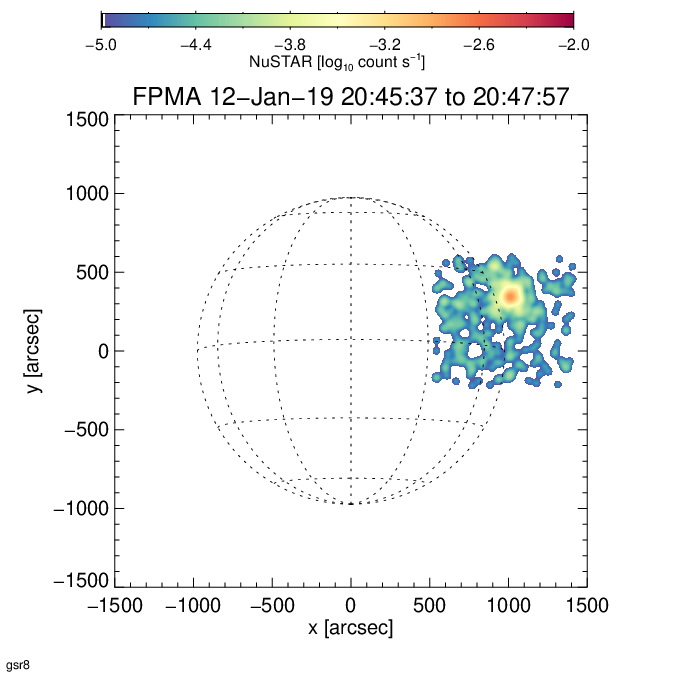 −5.0 −4.4 −3.8 −3.2 −2.6 −2.0
NuSTAR [log₁₀ count s⁻¹]
FPMA 12−Jan−19 20:45:37 to 20:47:57
1500
1000
500
0
−500
−1000
−1500
y [arcsec]
−1500 −1000 −500 0 500 1000 1500
x [arcsec]
gsr8